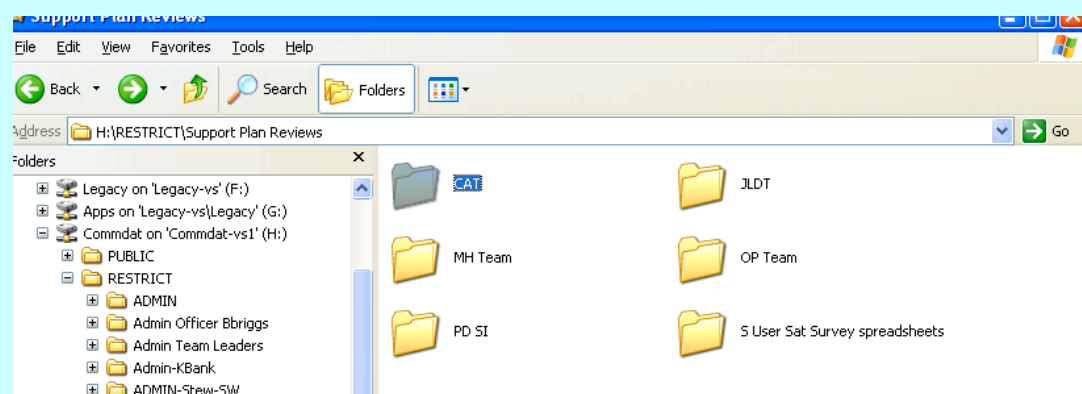 Support Plan Reviews
File Edit View Favorites Tools Help
Back Search Folders
Address H:\RESTRICT\Support Plan Reviews Go
Folders
Legacy on 'Legacy-vs' (F:)
Apps on 'Legacy-vs\Legacy' (G:)
Commdat on 'Commdat-vs1' (H:)
PUBLIC
RESTRICT
ADMIN
Admin Officer Bbriggs
Admin Team Leaders
Admin-KBank
ADMIN-Stew-SW
CAT JLDT
MH Team OP Team
PD SI S User Sat Survey spreadsheets